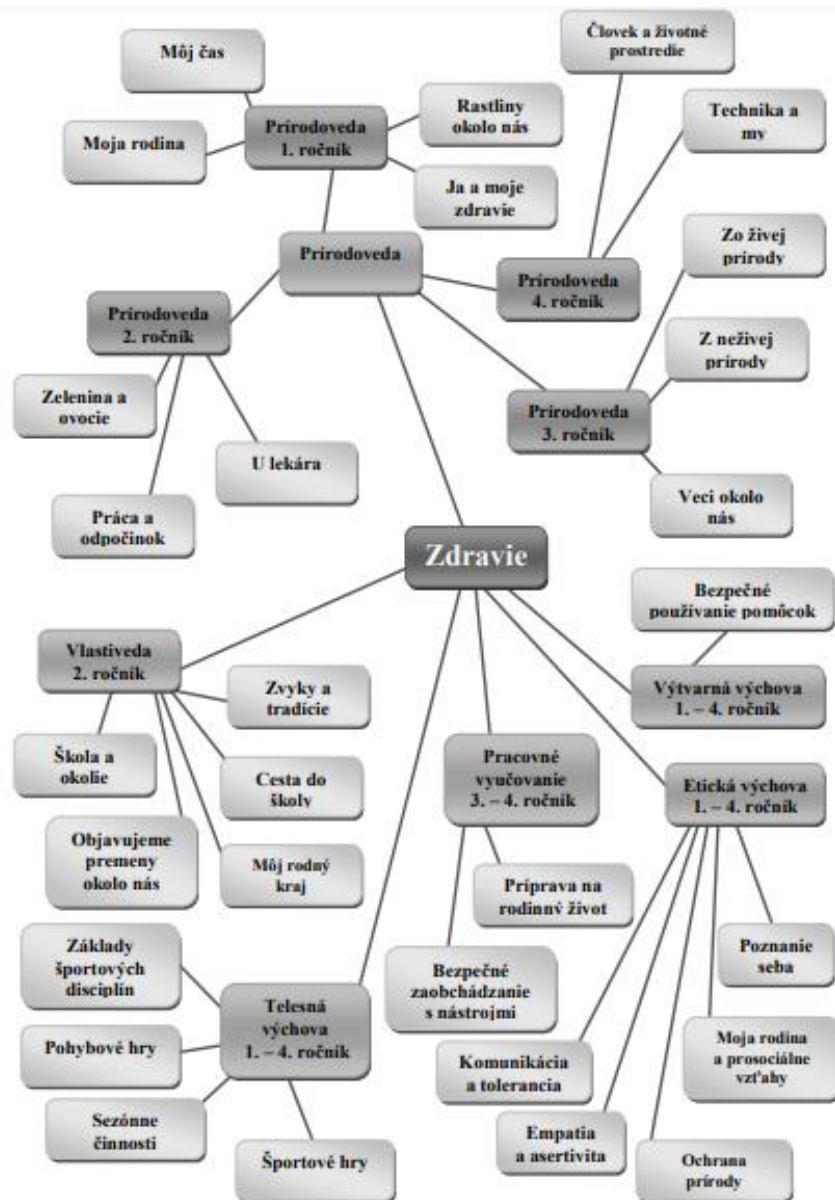 Môj čas
Človek a životné
prostredie
Moja rodina
Prírodoveda
1. ročník
Rastliny
okolo nás
Technika a
my
Ja a moje
zdravie
Prírodoveda
Zo živej
prírody
Prírodoveda
4. ročník
Prírodoveda
2. ročník
Z neživej
prírody
Zelenina a
ovocie
Prírodoveda
3. ročník
U lekára
Veci okolo
nás
Práca a
odpočinok
Zdravie
Bezpečné
používanie pomôcok
Vlastiveda
2. ročník
Zvyky a
tradície
Výtvarná výchova
1. – 4. ročník
Škola a
okolie
Cesta do
školy
Pracovné
vyučovanie
3. – 4. ročník
Etická výchova
1. – 4. ročník
Objavujeme
premeny
okolo nás
Môj rodný
kraj
Príprava na
rodinný život
Základy
športových
disciplín
Bezpečné
zaobchádzanie
s nástrojmi
Poznanie
seba
Telesná
výchova
1. – 4. ročník
Pohybové hry
Komunikácia
a tolerancia
Moja rodina
a prosociálne
vzťahy
Sezónne
činnosti
Športové hry
Empatia
a asertivita
Ochrana
prírody